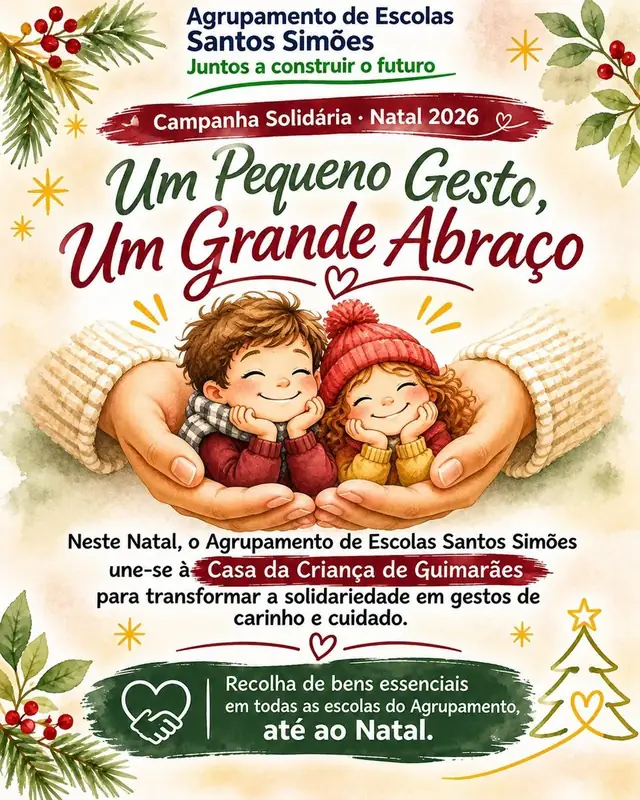 Agrupamento de Escolas
Santos Simões
Juntos a construir o futuro
Campanha Solidária · Natal 2026
Um Pequeno Gesto,
Um Grande Abraço
Neste Natal, o Agrupamento de Escolas Santos Simões
une-se à Casa da Criança de Guimarães
para transformar a solidariedade em gestos de
carinho e cuidado.
Recolha de bens essenciais
em todas as escolas do Agrupamento,
até ao Natal.